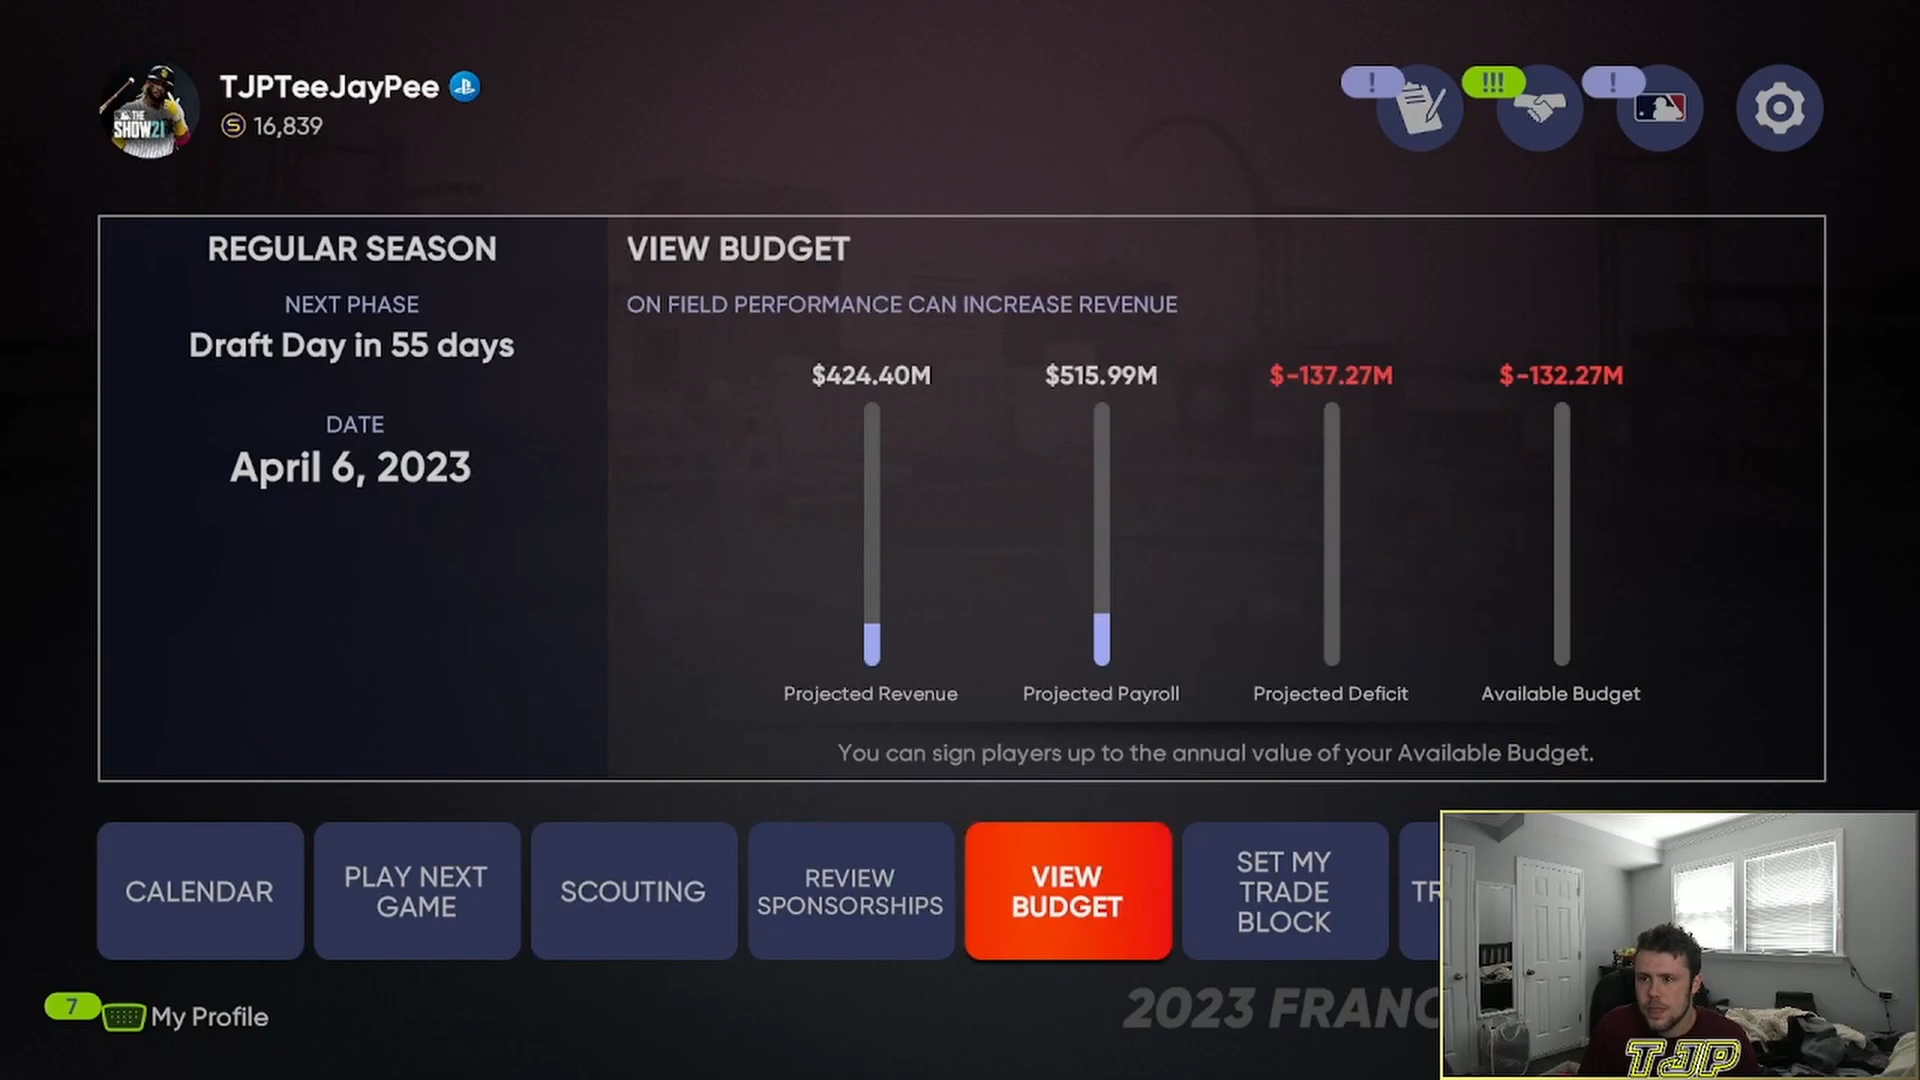 TJPTeeJayPee
16,839
!
!!!
!
THE
SHOW21
REGULAR SEASON
NEXT PHASE
Draft Day in 55 days
DATE
April 6, 2023
VIEW BUDGET
ON FIELD PERFORMANCE CAN INCREASE REVENUE
$424.40M
$515.99M
$-137.27M
$-132.27M
Projected Revenue
Projected Payroll
Projected Deficit
Available Budget
You can sign players up to the annual value of your Available Budget.
CALENDAR
PLAY NEXT
GAME
SCOUTING
REVIEW
SPONSORSHIPS
VIEW
BUDGET
SET MY
TRADE
BLOCK
TR
7
My Profile
2023 FRANC
TJP